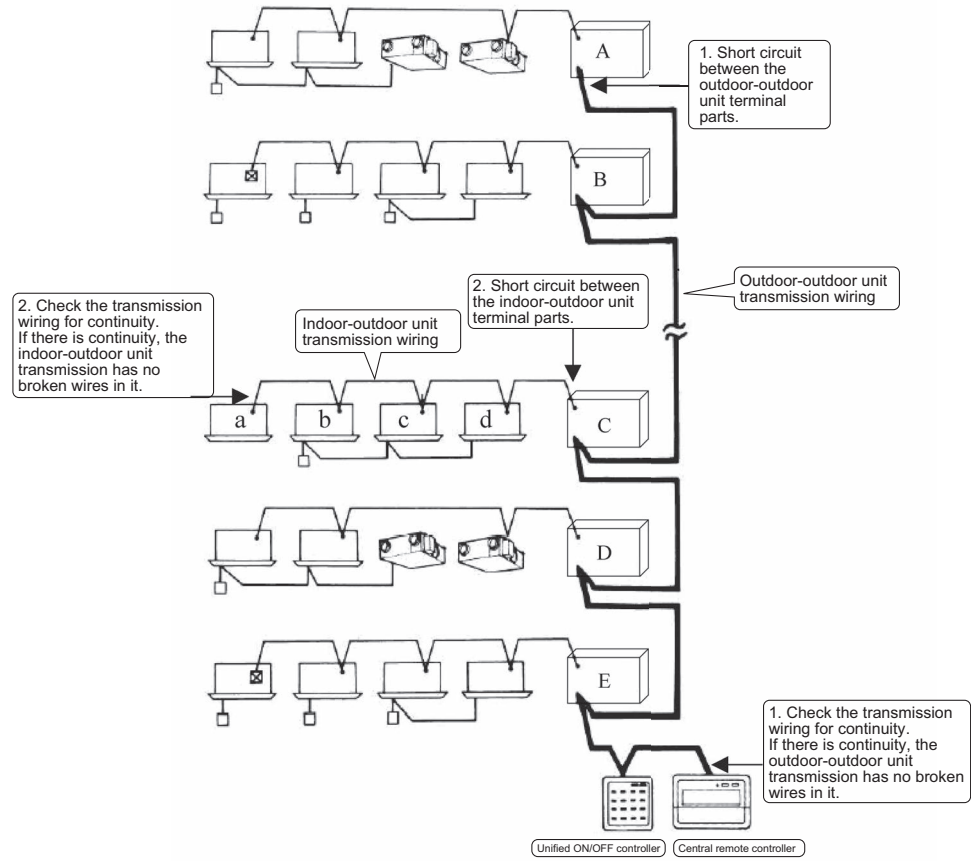 A
1. Short circuit
between the
outdoor-outdoor
unit terminal
parts.
B
2. Check the transmission
wiring for continuity.
If there is continuity, the
indoor-outdoor unit
transmission has no
broken wires in it.
Indoor-outdoor unit
transmission wiring
2. Short circuit between
the indoor-outdoor unit
terminal parts.
Outdoor-outdoor unit
transmission wiring
a
b
c
d
C
D
E
1. Check the transmission
wiring for continuity.
If there is continuity, the
outdoor-outdoor unit
transmission has no broken
wires in it.
Unified ON/OFF controller
Central remote controller